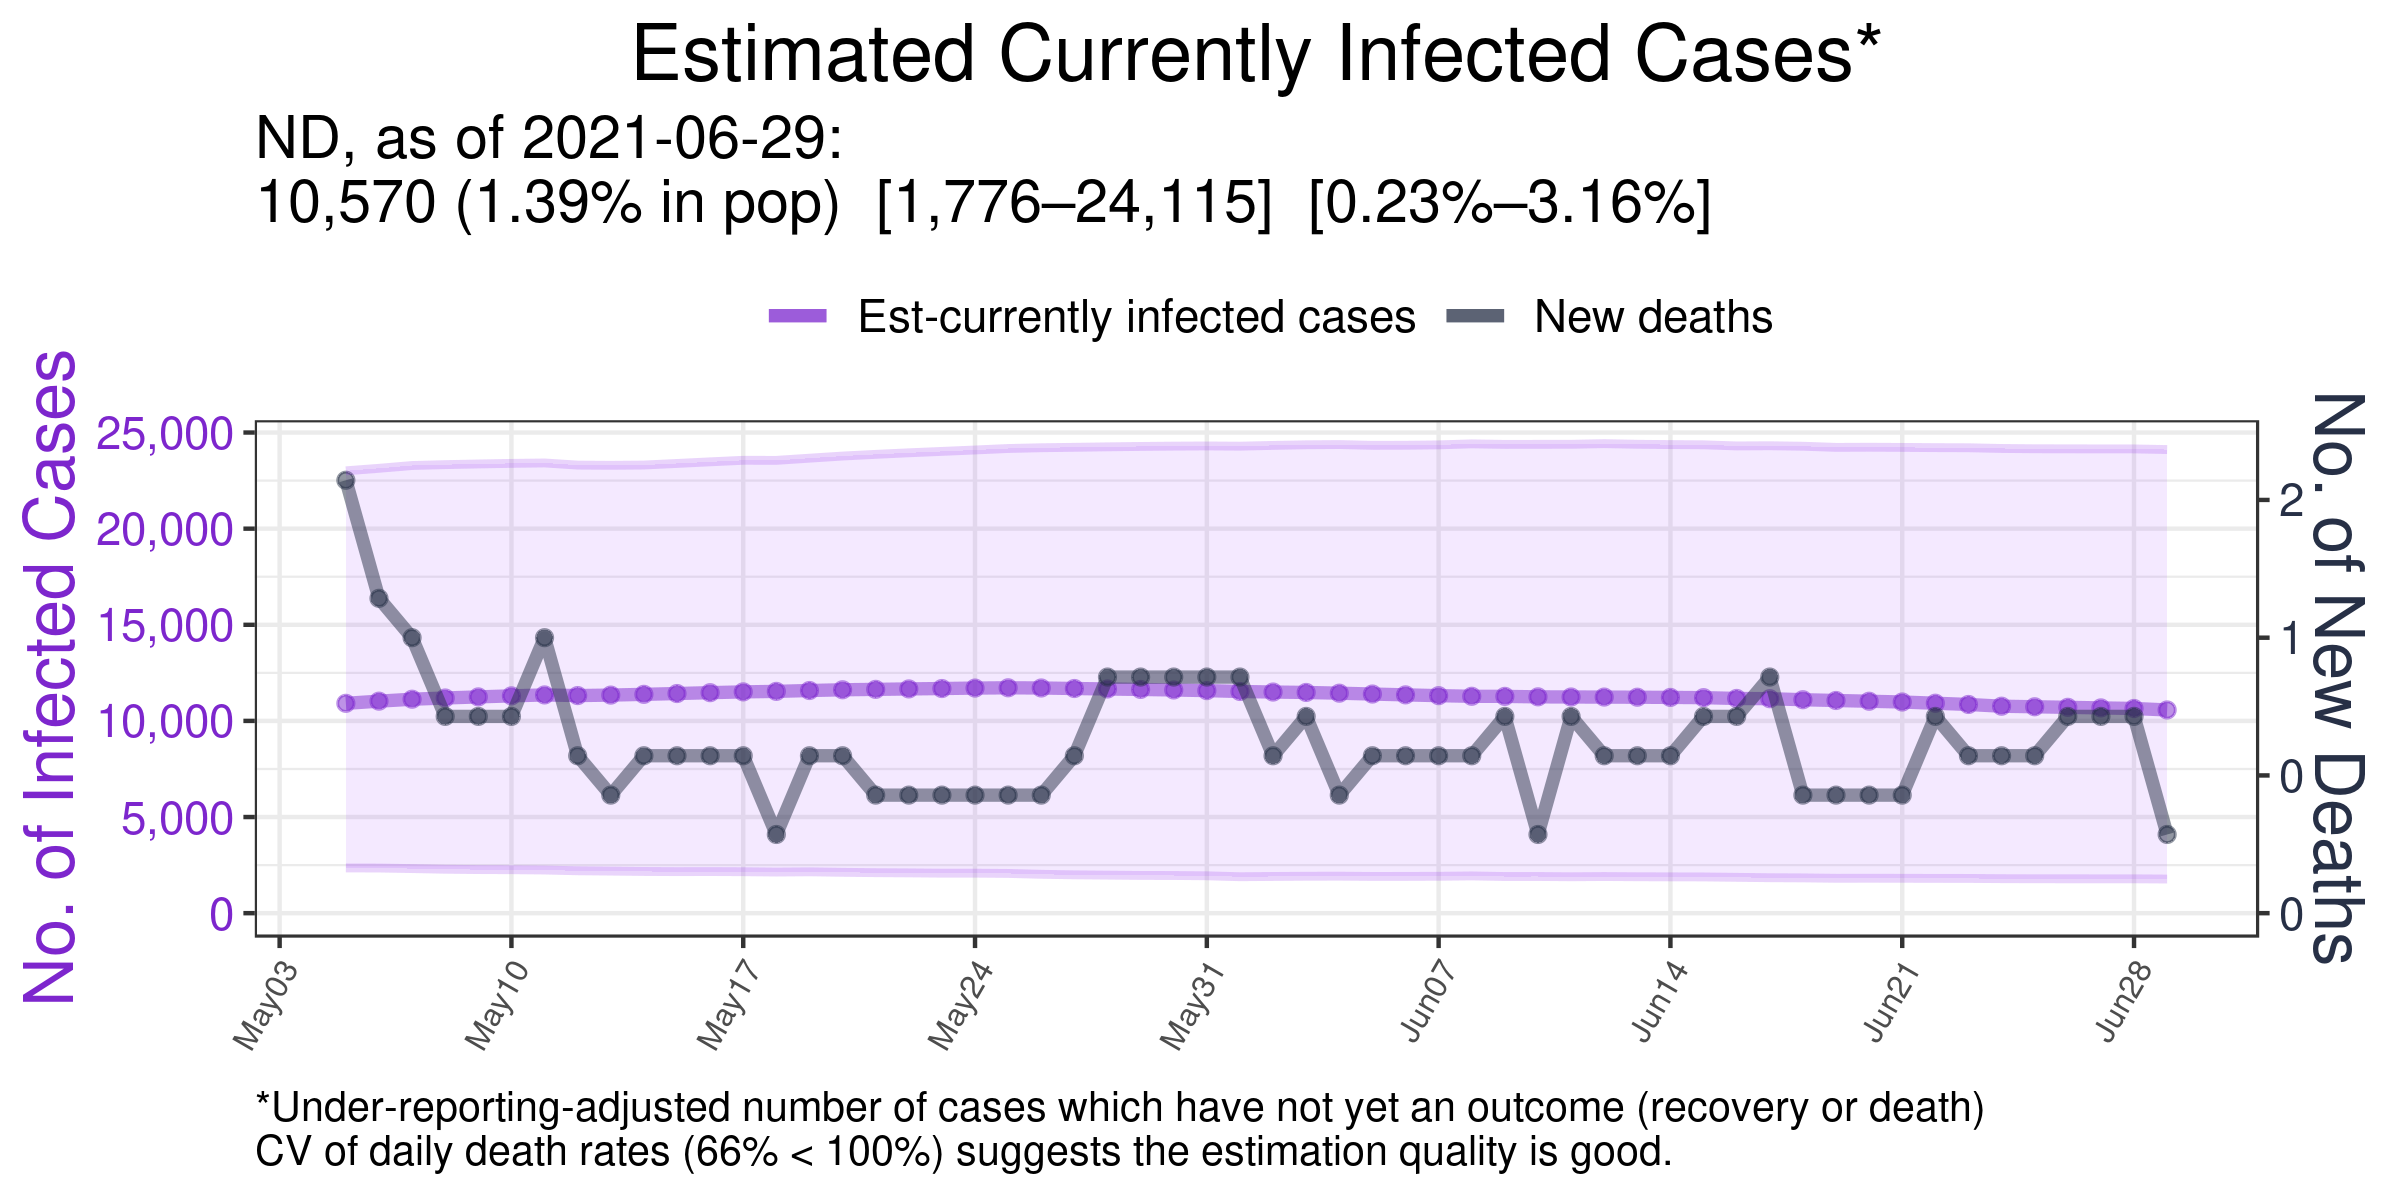 Estimated Currently Infected Cases*
ND, as of 2021-06-29:
10,570 (1.39% in pop)  [1,776–24,115]  [0.23%–3.16%]
Est-currently infected cases
New deaths
No. of Infected Cases
25,000
20,000
15,000
10,000
5,000
0
No. of New Deaths
2
1
0
0
May03
May10
May17
May24
May31
Jun07
Jun14
Jun21
Jun28
*Under-reporting-adjusted number of cases which have not yet an outcome (recovery or death)
CV of daily death rates (66% < 100%) suggests the estimation quality is good.